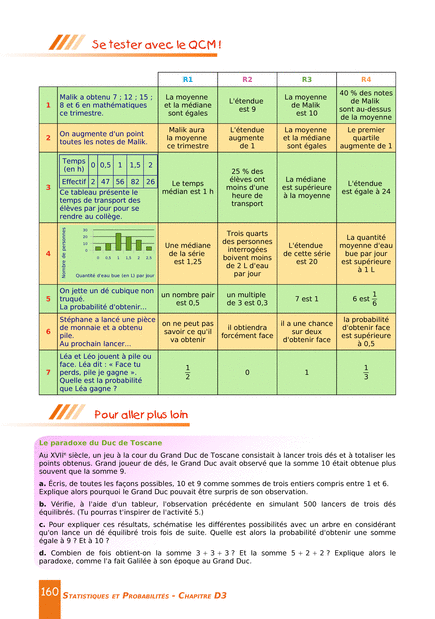 Se tester avec le QCM !
R1 R2 R3 R4
1
Malik a obtenu 7 ; 12 ; 15 ;
8 et 6 en mathématiques
ce trimestre.
La moyenne
et la médiane
sont égales
L'étendue
est 9
La moyenne
de Malik
est 10
40 % des notes
de Malik
sont au-dessus
de la moyenne
2
On augmente d'un point
toutes les notes de Malik.
Malik aura
la moyenne
ce trimestre
L'étendue
augmente
de 1
La moyenne
et la médiane
sont égales
Le premier
quartile
augmente de 1
3
Temps (en h) 0 0,5 1 1,5 2
Effectif 2 47 56 82 26
Ce tableau présente le
temps de transport des
élèves par jour pour se
rendre au collège.
Le temps
médian est 1 h
25 % des
élèves ont
moins d'une
heure de
transport
La médiane
est supérieure
à la moyenne
L'étendue
est égale à 24
4
Nombre de personnes
30
20
10
0
0 0,5 1 1,5 2 2,5
Quantité d'eau bue (en L) par jour
Une médiane
de la série
est 1,25
Trois quarts
des personnes
interrogées
boivent moins
de 2 L d'eau
par jour
L'étendue
de cette série
est 20
La quantité
moyenne d'eau
bue par jour
est supérieure
à 1 L
5
On jette un dé cubique non
truqué.
La probabilité d'obtenir...
un nombre pair
est 0,5
un multiple
de 3 est 0,3
7 est 1
6 est 1/6
6
Stéphane a lancé une pièce
de monnaie et a obtenu
pile.
Au prochain lancer...
on ne peut pas
savoir ce qu'il
va obtenir
il obtiendra
forcément face
il a une chance
sur deux
d'obtenir face
la probabilité
d'obtenir face
est supérieure
à 0,5
7
Léa et Léo jouent à pile ou
face. Léa dit : « Face tu
perds, pile je gagne ».
Quelle est la probabilité
que Léa gagne ?
1/2
0
1
1/3
Pour aller plus loin
Le paradoxe du Duc de Toscane
Au XVIIe siècle, un jeu à la cour du Grand Duc de Toscane consistait à lancer trois dés et à totaliser les
points obtenus. Grand joueur de dés, le Grand Duc avait observé que la somme 10 était obtenue plus
souvent que la somme 9.
a. Écris, de toutes les façons possibles, 10 et 9 comme sommes de trois entiers compris entre 1 et 6.
Explique alors pourquoi le Grand Duc pouvait être surpris de son observation.
b. Vérifie, à l'aide d'un tableur, l'observation précédente en simulant 500 lancers de trois dés
équilibrés. (Tu pourras t'inspirer de l'activité 5.)
c. Pour expliquer ces résultats, schématise les différentes possibilités avec un arbre en considérant
qu'on lance un dé équilibré trois fois de suite. Quelle est alors la probabilité d'obtenir une somme
égale à 9 ? Et à 10 ?
d. Combien de fois obtient-on la somme 3 + 3 + 3 ? Et la somme 5 + 2 + 2 ? Explique alors le
paradoxe, comme l'a fait Galilée à son époque au Grand Duc.
160 Statistiques et Probabilités - Chapitre D3